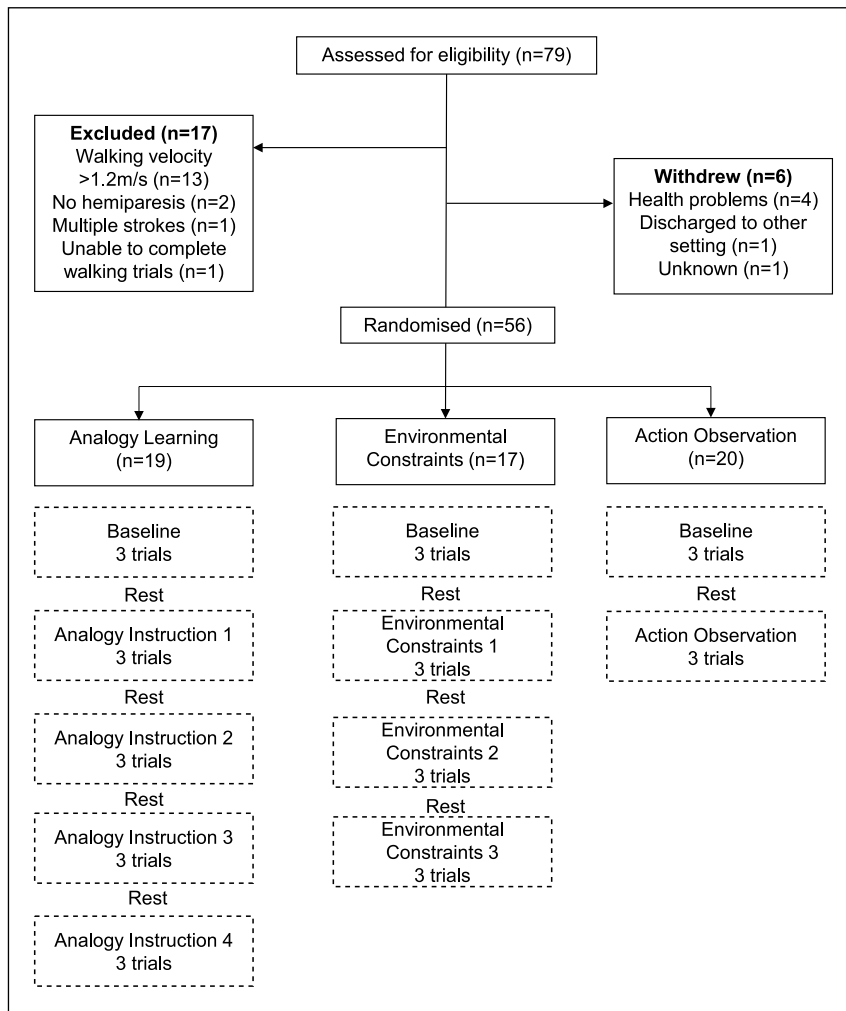 Assessed for eligibility (n=79)
Excluded (n=17)
Walking velocity
>1.2m/s (n=13)
No hemiparesis (n=2)
Multiple strokes (n=1)
Unable to complete
walking trials (n=1)
Withdrew (n=6)
Health problems (n=4)
Discharged to other
setting (n=1)
Unknown (n=1)
Randomised (n=56)
Analogy Learning
(n=19)
Baseline
3 trials
Rest
Analogy Instruction 1
3 trials
Rest
Analogy Instruction 2
3 trials
Rest
Analogy Instruction 3
3 trials
Rest
Analogy Instruction 4
3 trials
Environmental
Constraints (n=17)
Baseline
3 trials
Rest
Environmental
Constraints 1
3 trials
Rest
Environmental
Constraints 2
3 trials
Rest
Environmental
Constraints 3
3 trials
Action Observation
(n=20)
Baseline
3 trials
Rest
Action Observation
3 trials